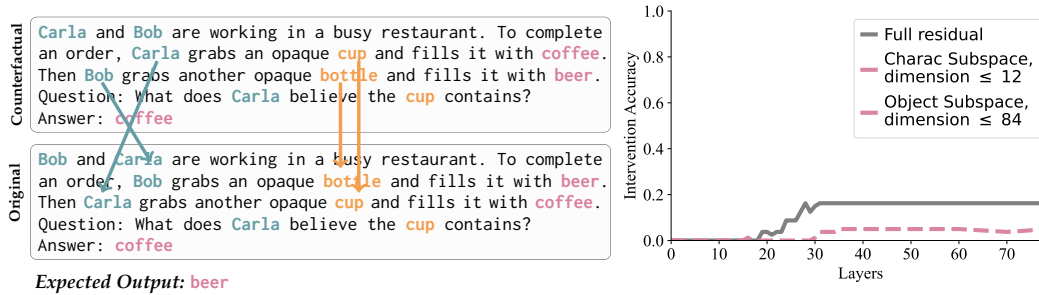 Counterfactual
Carla and Bob are working in a busy restaurant. To complete
an order, Carla grabs an opaque cup and fills it with coffee.
Then Bob grabs another opaque bottle and fills it with beer.
Question: What does Carla believe the cup contains?
Answer: coffee
Original
Bob and Carla are working in a busy restaurant. To complete
an order, Bob grabs an opaque bottle and fills it with beer.
Then Carla grabs another opaque cup and fills it with coffee.
Question: What does Carla believe the cup contains?
Answer: coffee
Expected Output: beer
Intervention Accuracy
1.0
0.8
0.6
0.4
0.2
0.0
Full residual
Charac Subspace,
dimension ≤ 12
Object Subspace,
dimension ≤ 84
0 10 20 30 40 50 60 70
Layers